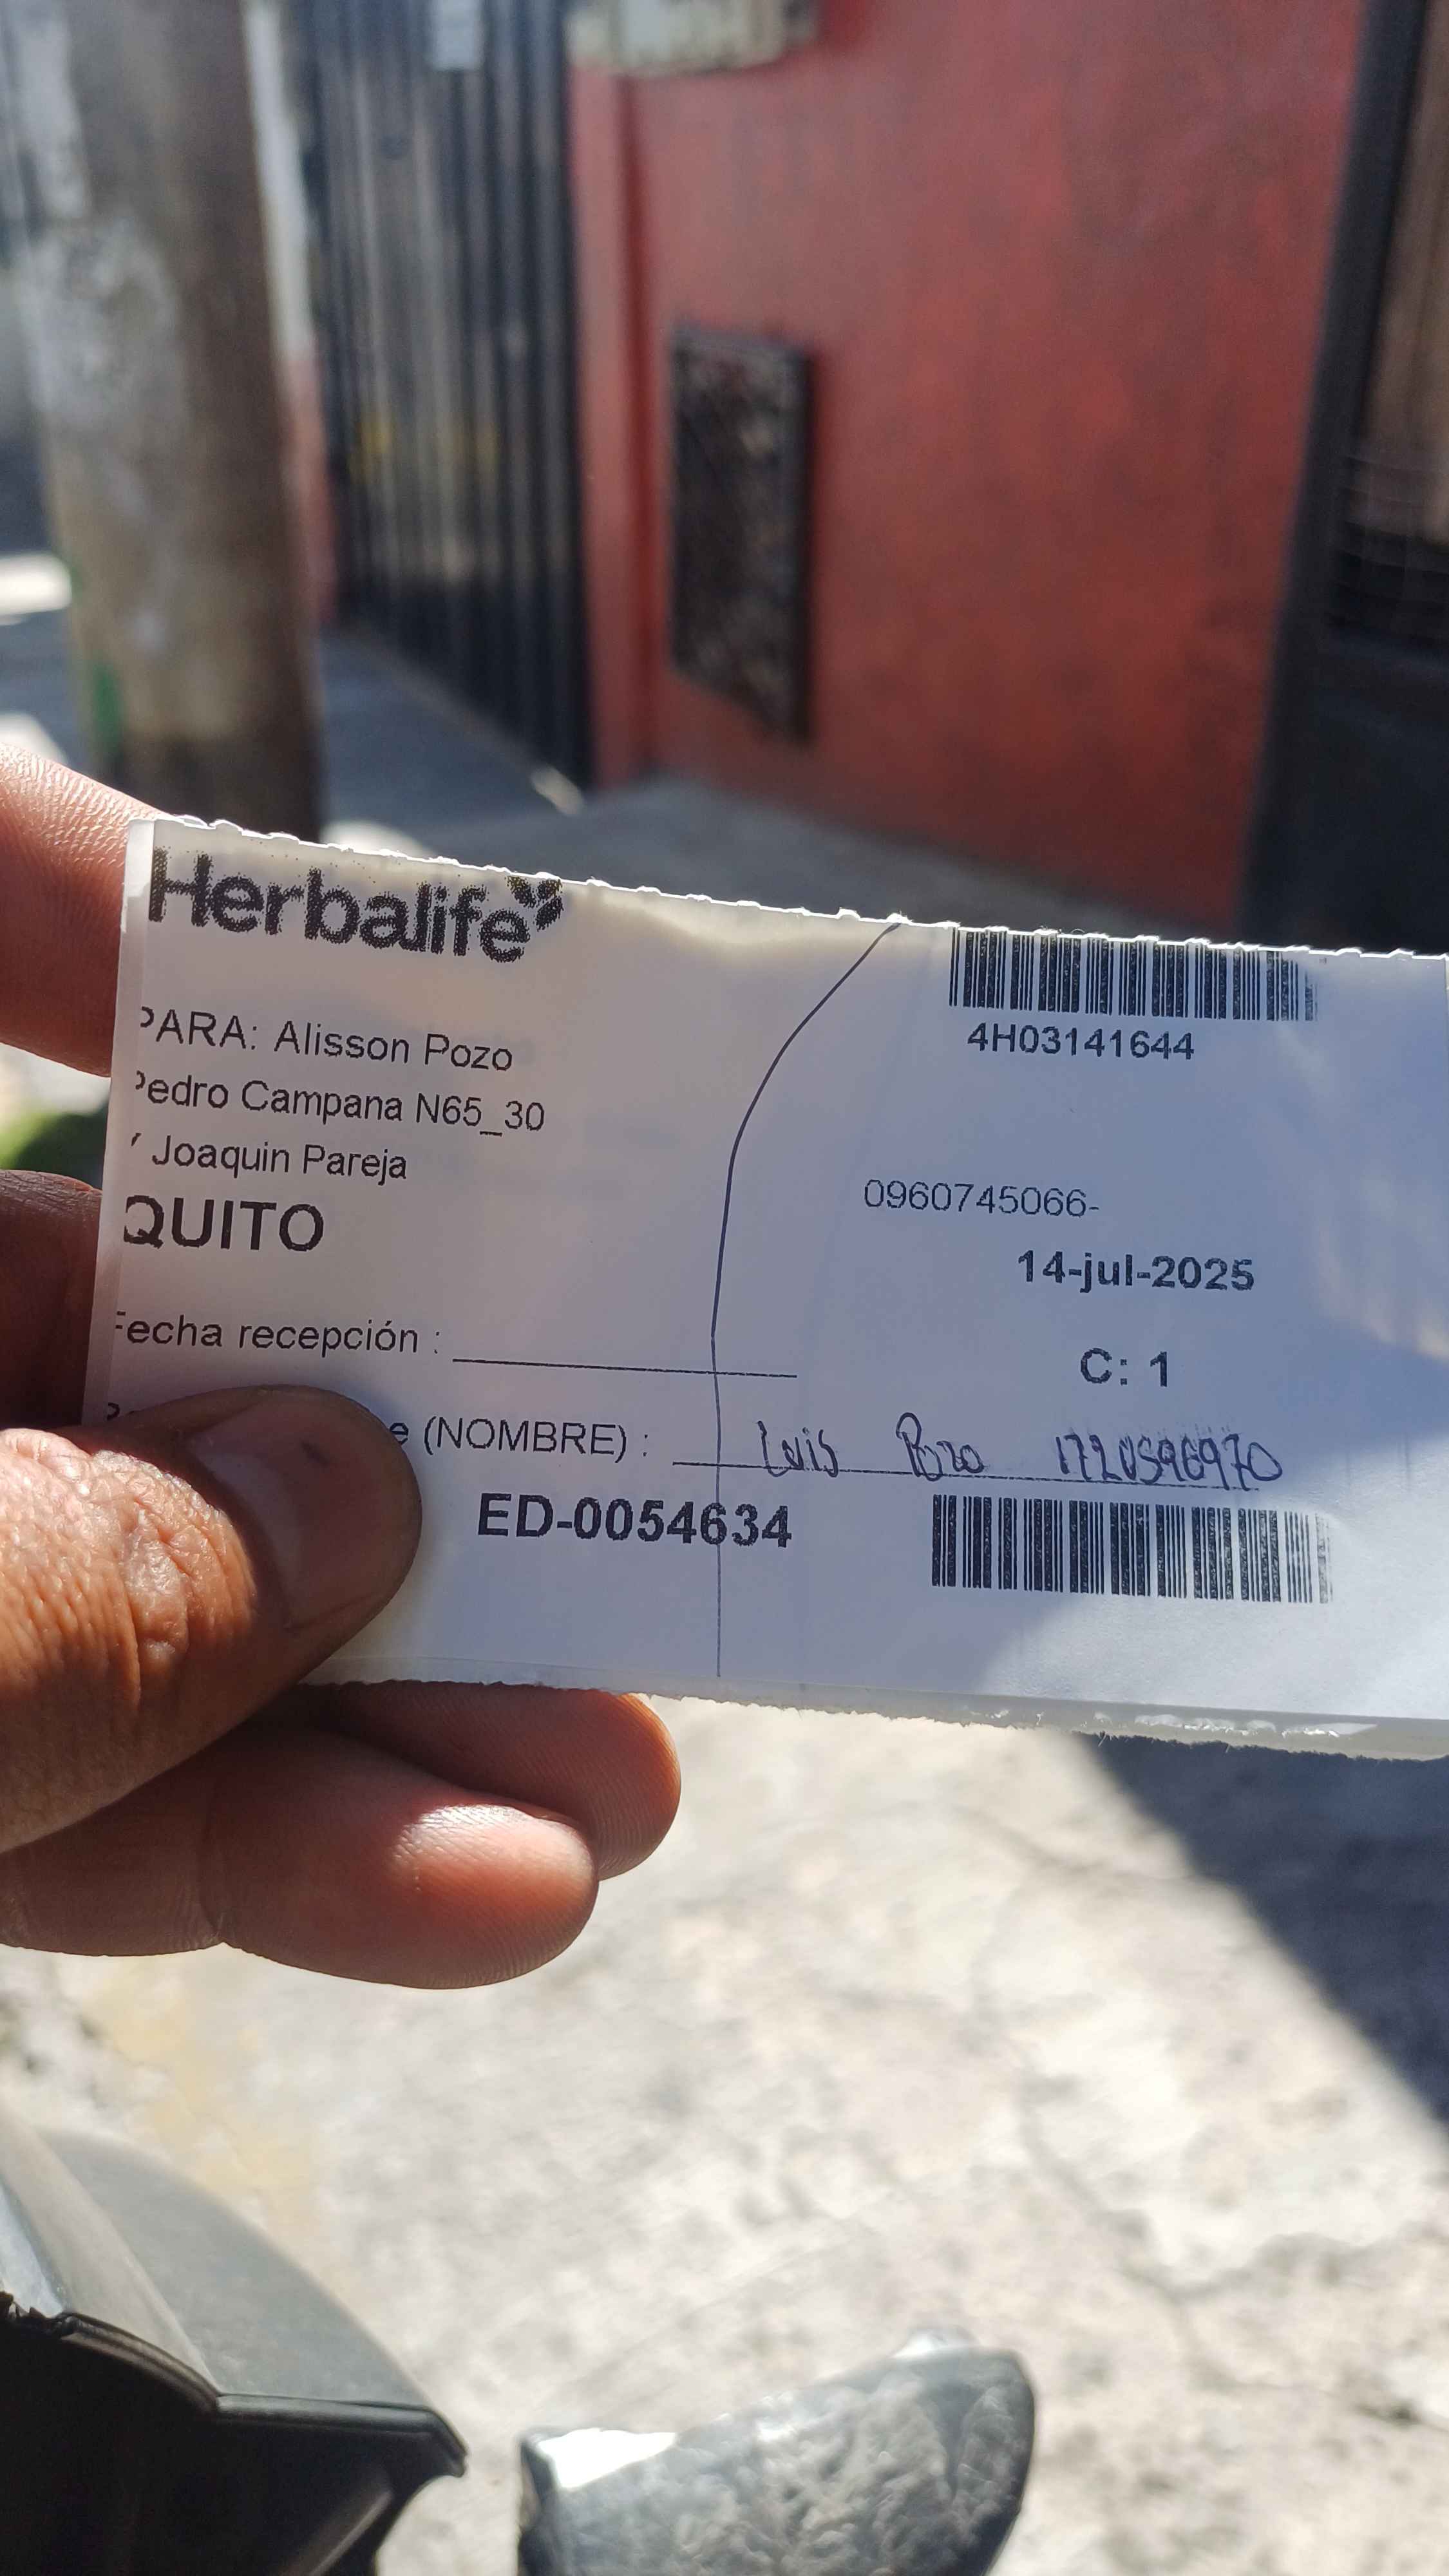 Herbalife
PARA: Alisson Pozo
Pedro Campana N65_30
Y Joaquin Pareja
QUITO
Fecha recepción :
(NOMBRE) : Luis Pozo 1720596970
ED-0054634
4H03141644
0960745066-
14-jul-2025
C: 1